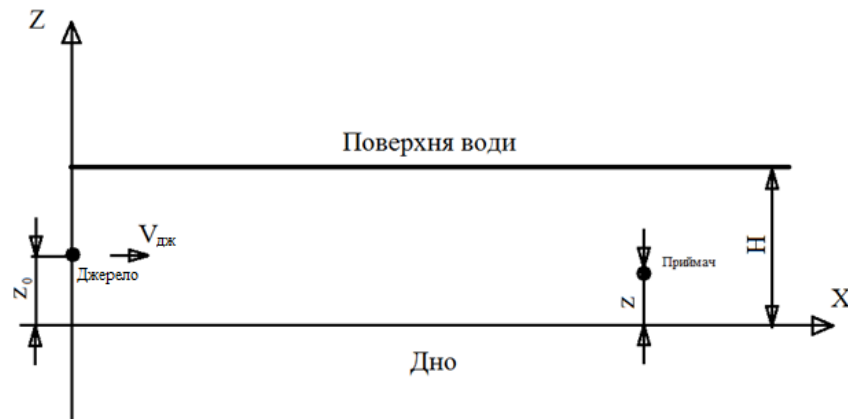 Z
Поверхня води
Vдж
Джерело
z₀
Приймач
z
H
X
Дно